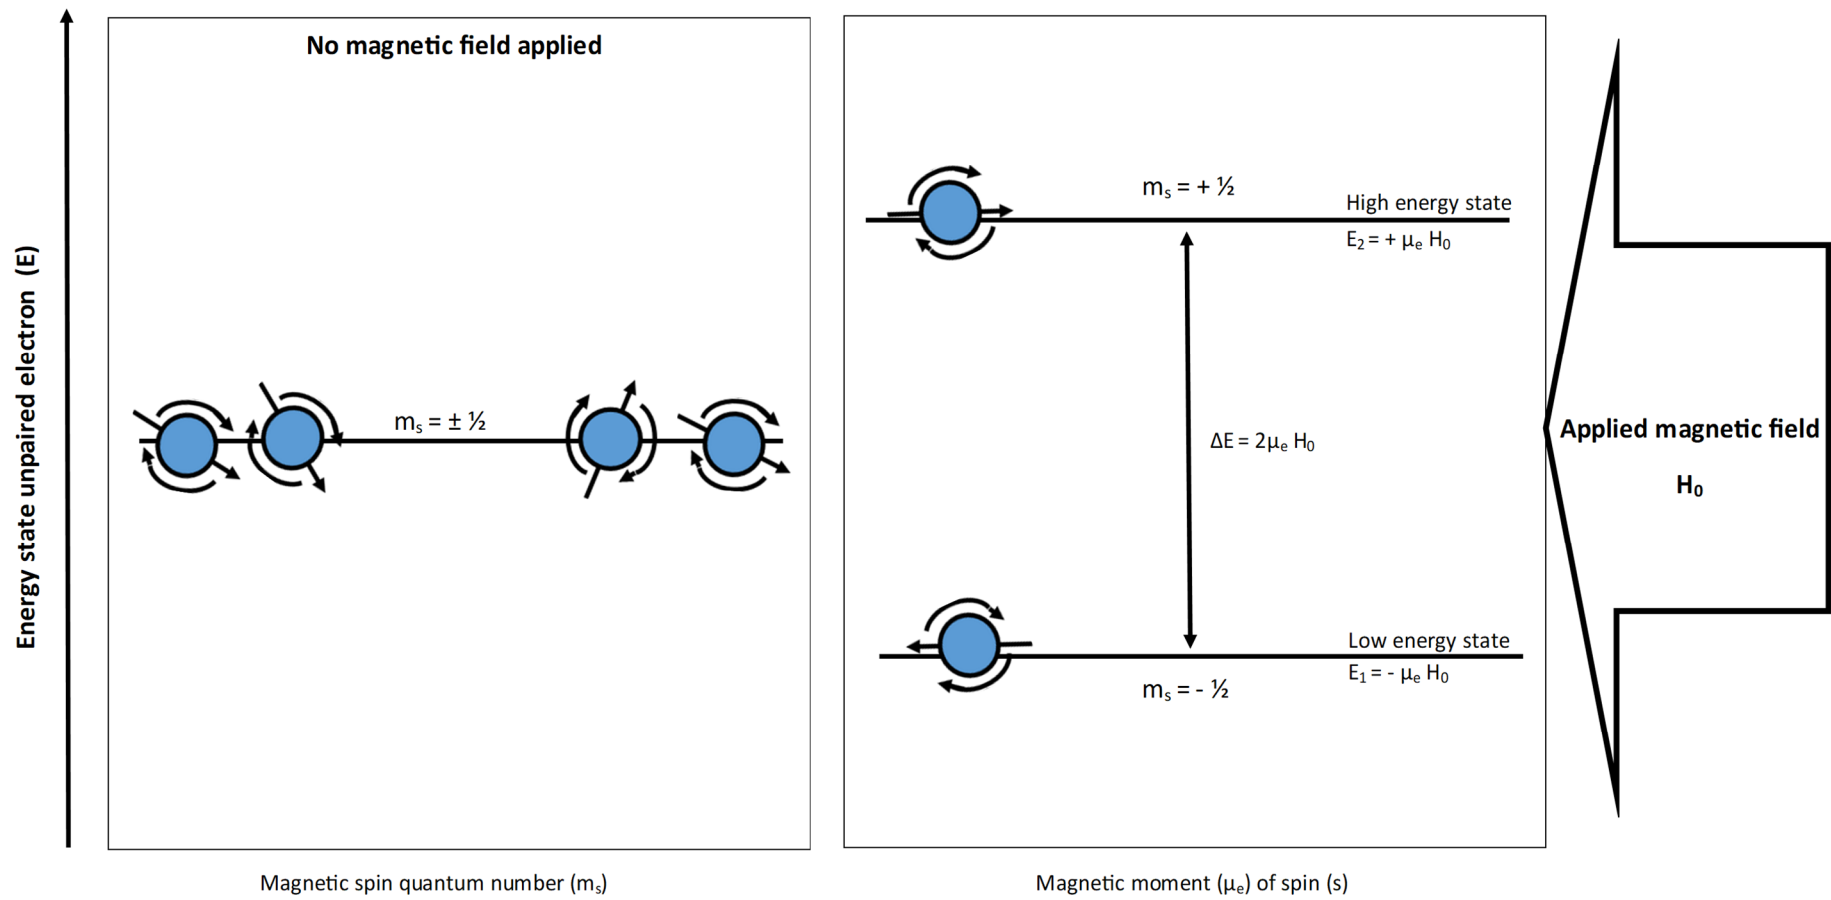 Energy state unpaired electron (E)
No magnetic field applied
mₛ = ± ½
Magnetic spin quantum number (mₛ)
mₛ = + ½
High energy state
E₂ = + μₑ H₀
ΔE = 2μₑ H₀
Low energy state
E₁ = - μₑ H₀
mₛ = - ½
Magnetic moment (μₑ) of spin (s)
Applied magnetic field
H₀